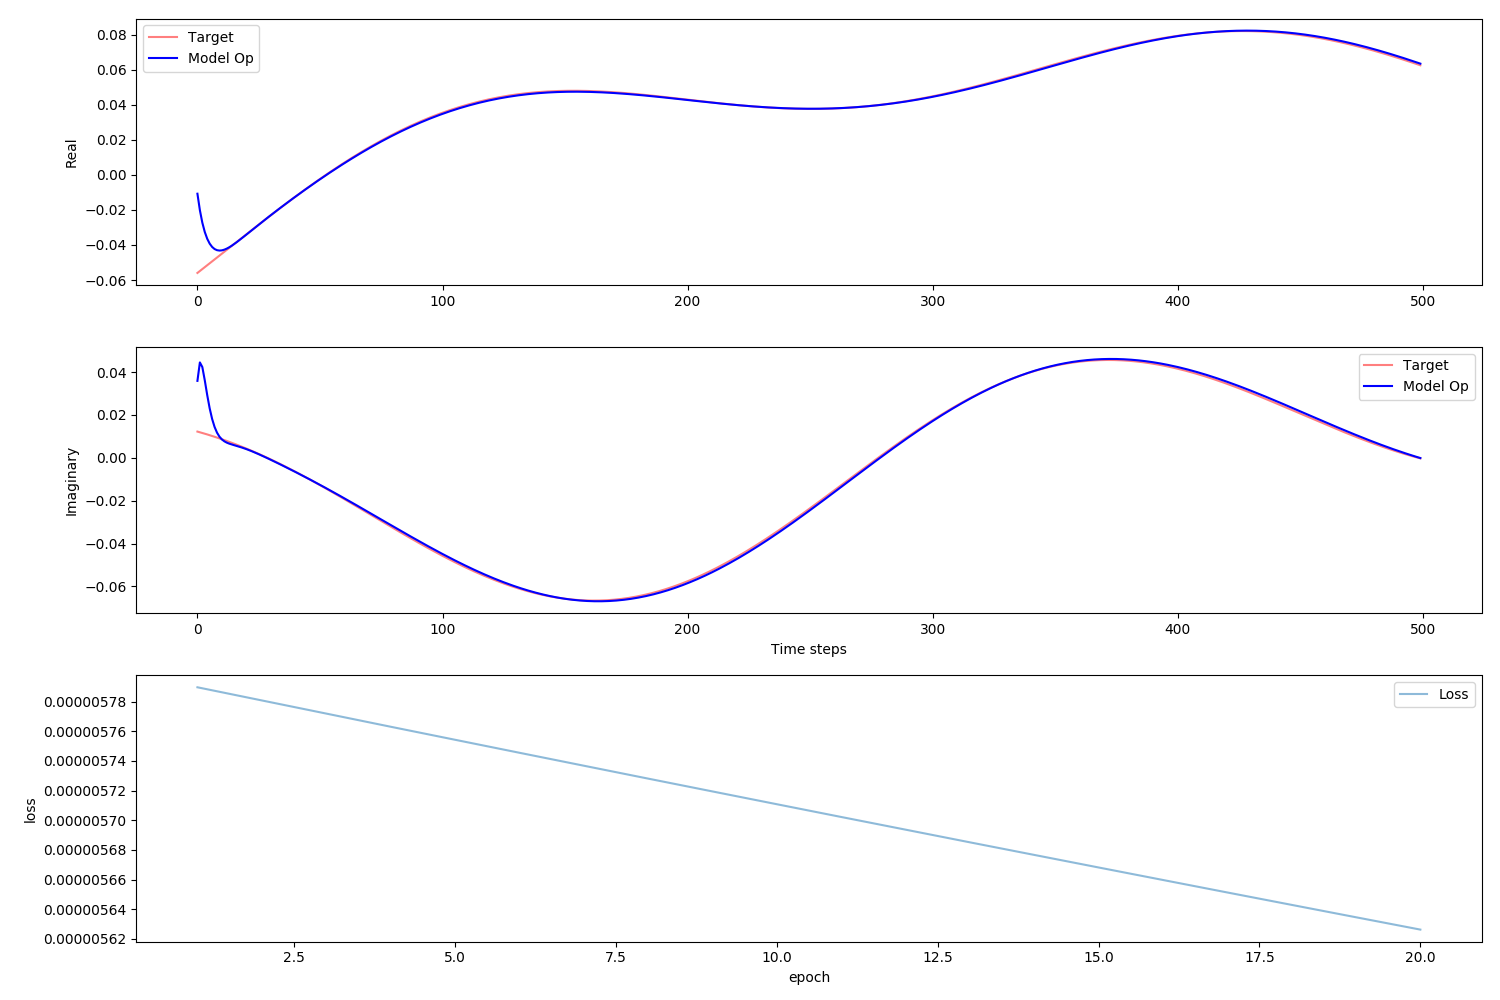 Target
Model Op
0.08
0.06
0.04
0.02
0.00
−0.02
−0.04
−0.06
Real
0 100 200 300 400 500
Target
Model Op
0.04
0.02
0.00
−0.02
−0.04
−0.06
Imaginary
0 100 200 300 400 500
Time steps
Loss
0.00000578
0.00000576
0.00000574
0.00000572
0.00000570
0.00000568
0.00000566
0.00000564
0.00000562
loss
2.5 5.0 7.5 10.0 12.5 15.0 17.5 20.0
epoch